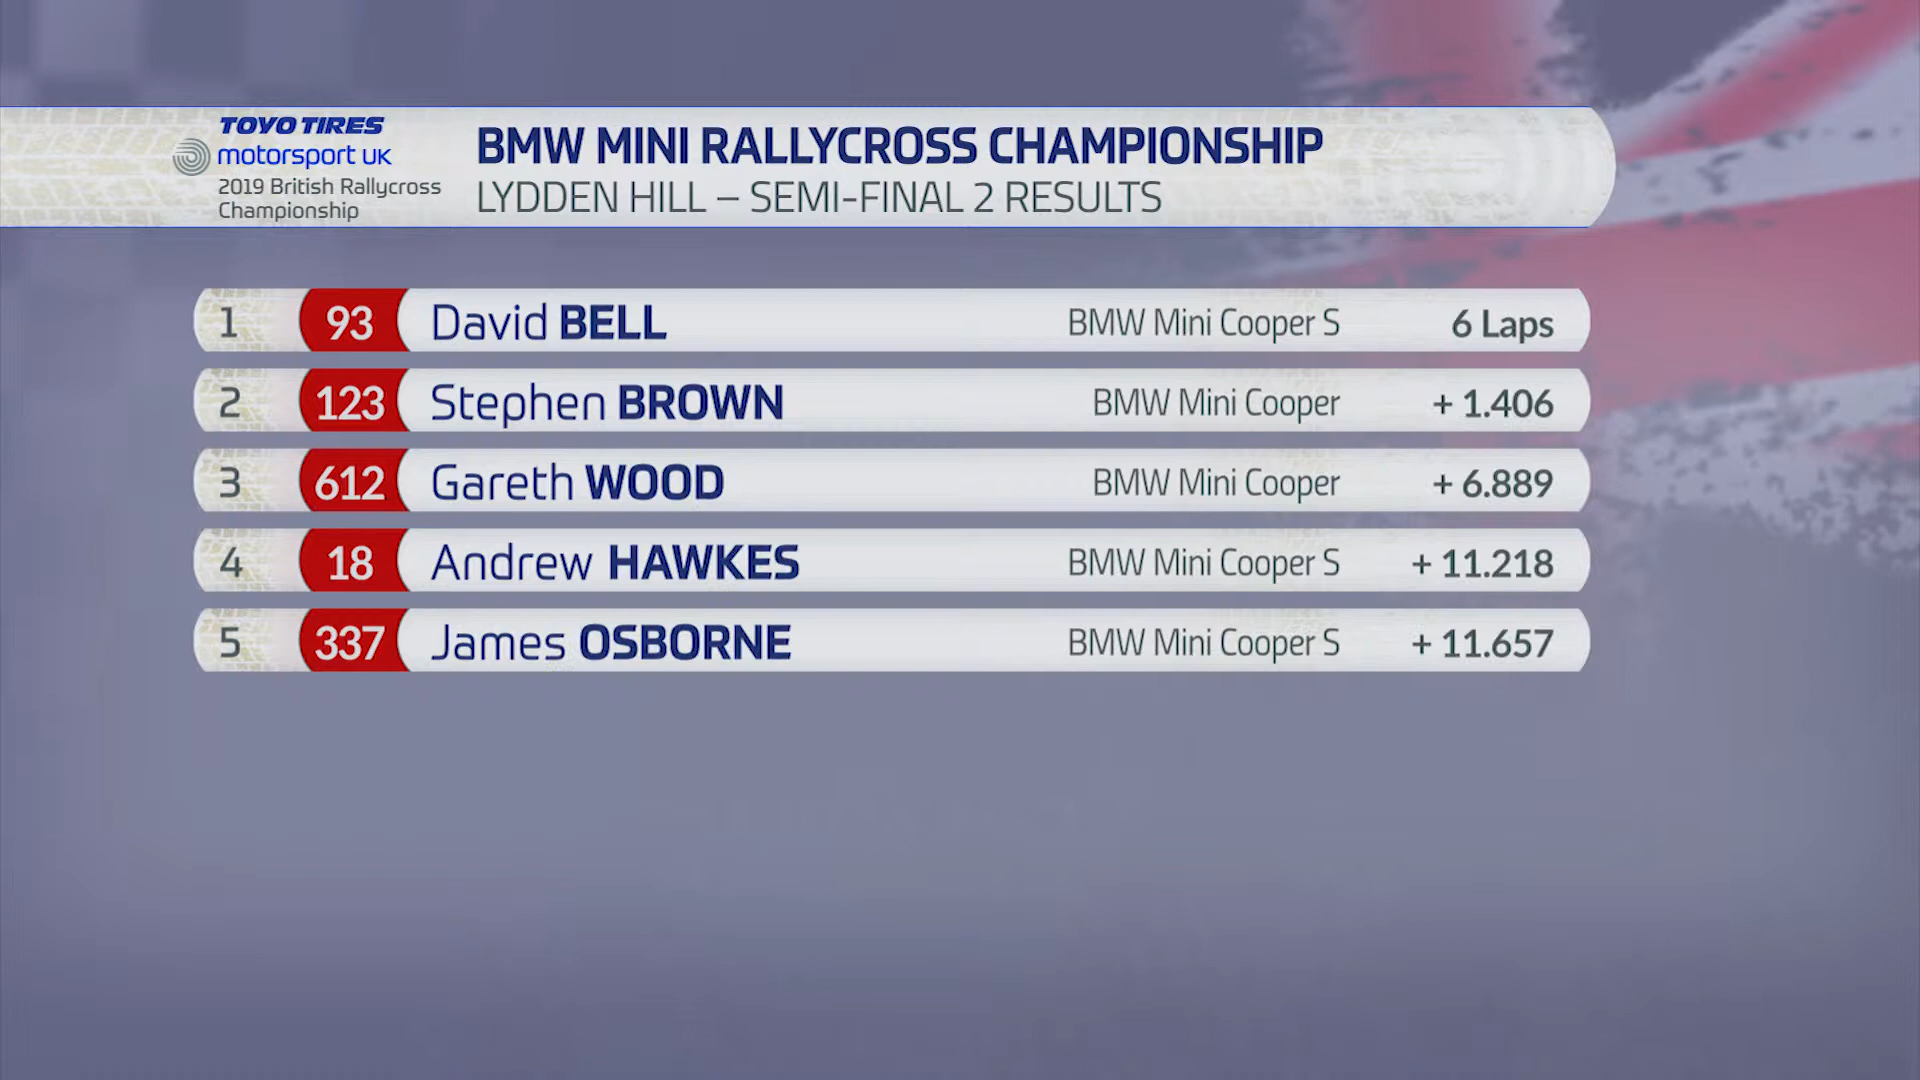 TOYO TIRES
motorsport UK
2019 British Rallycross
Championship
BMW MINI RALLYCROSS CHAMPIONSHIP
LYDDEN HILL – SEMI-FINAL 2 RESULTS
1 93 David BELL BMW Mini Cooper S 6 Laps
2 123 Stephen BROWN BMW Mini Cooper + 1.406
3 612 Gareth WOOD BMW Mini Cooper + 6.889
4 18 Andrew HAWKES BMW Mini Cooper S + 11.218
5 337 James OSBORNE BMW Mini Cooper S + 11.657